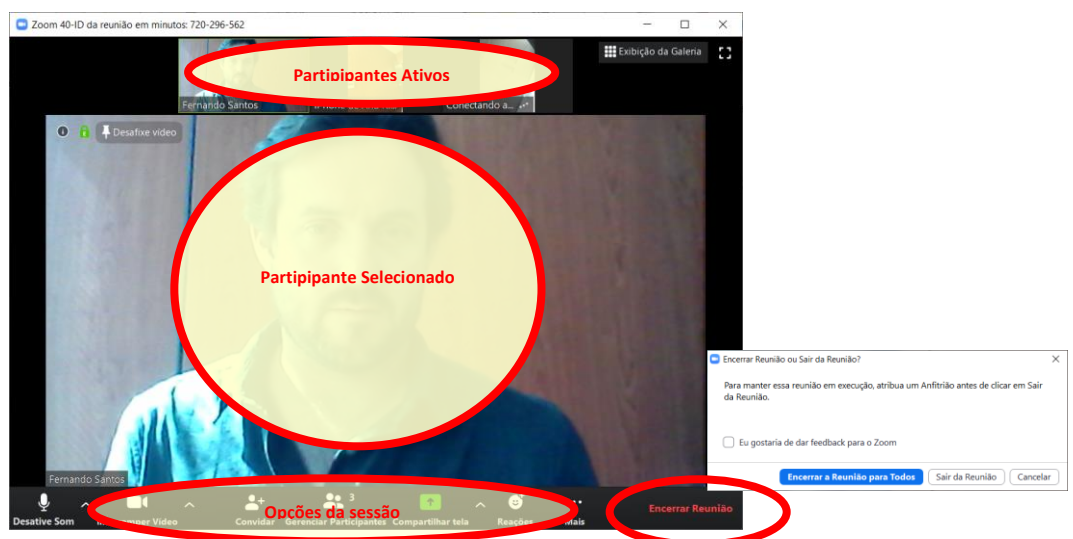 Zoom 40-ID da reunião em minutos: 720-296-562
Exibição da Galeria
Partipipantes Ativos
Fernando Santos
Conectando a...
Desafixe vídeo
Partipipante Selecionado
Fernando Santos
3
Opções da sessão
Desative Som
Vídeo
Convidar
Gerenciar Participantes
Compartilhar tela
Reações
Mais
Encerrar Reunião
Encerrar Reunião ou Sair da Reunião?
Para manter essa reunião em execução, atribua um Anfitrião antes de clicar em Sair
da Reunião.
Eu gostaria de dar feedback para o Zoom
Encerrar a Reunião para Todos
Sair da Reunião
Cancelar